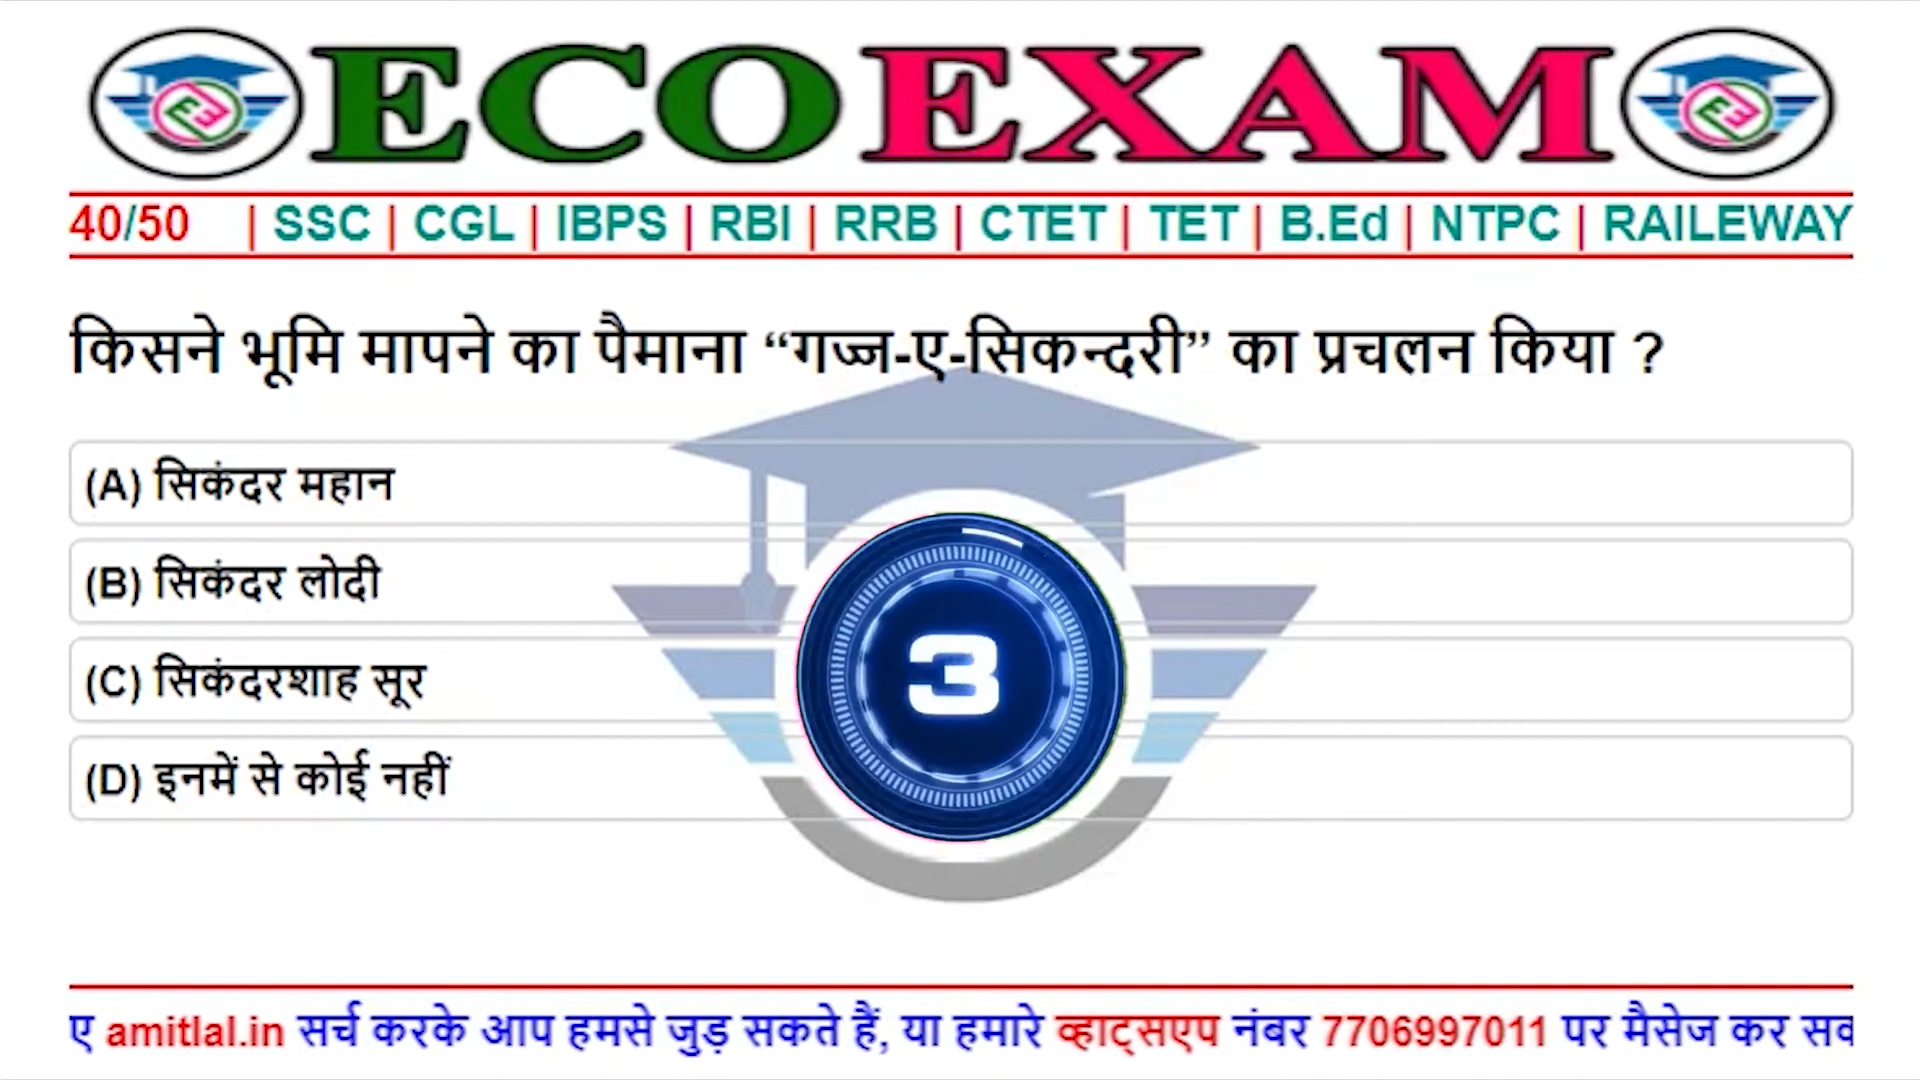 ECO EXAM
40/50 | SSC | CGL | IBPS | RBI | RRB | CTET | TET | B.Ed | NTPC | RAILEWAY
किसने भूमि मापने का पैमाना “गज्ज-ए-सिकन्दरी” का प्रचलन किया ?
(A) सिकंदर महान
(B) सिकंदर लोदी
(C) सिकंदरशाह सूर
(D) इनमें से कोई नहीं
3
ए amitlal.in सर्च करके आप हमसे जुड़ सकते हैं, या हमारे व्हाट्सएप नंबर 7706997011 पर मैसेज कर